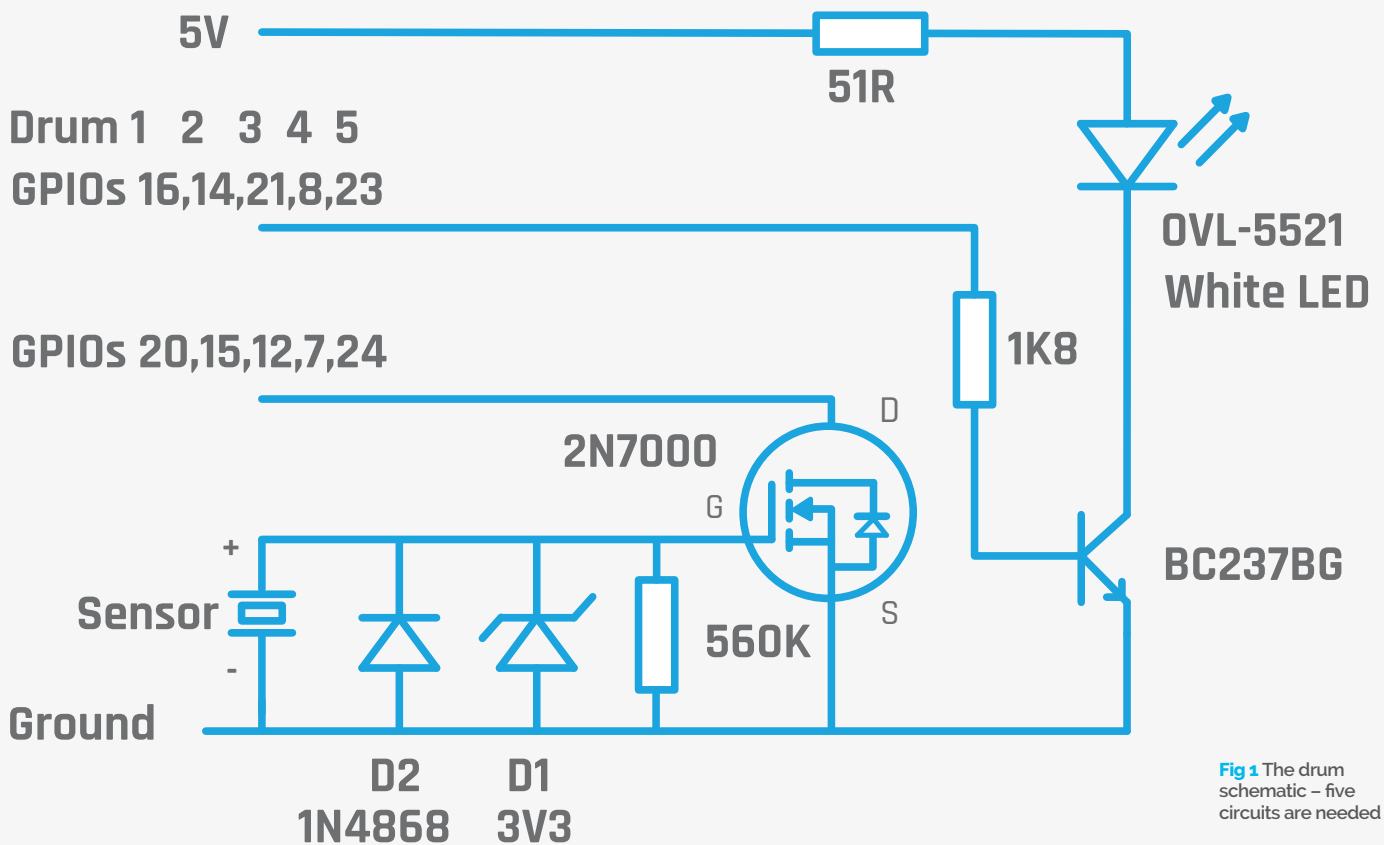 5V
51R
Drum 1 2 3 4 5
GPIOs 16,14,21,8,23
OVL-5521
White LED
GPIOs 20,15,12,7,24
1K8
D
2N7000
G
+
BC237BG
Sensor
S
560K
-
Ground
D2
1N4868
D1
3V3
Fig 1 The drum
schematic – five
circuits are needed